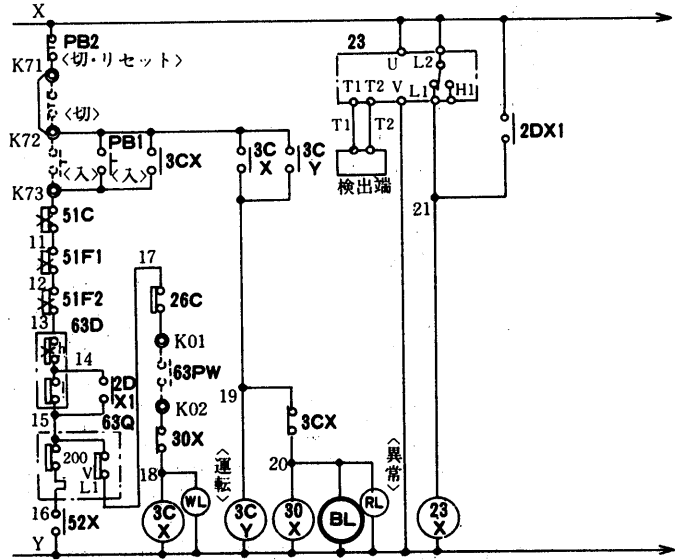 X
PB2
〈切・リセット〉
K71
〈切〉
K72
PB1
〈入〉
〈入〉
3CX
K73
51C
11
51F1
12
51F2
13
63D
h
14
l
2D
X1
15
63Q
200
V
L1
16
52X
Y
17
26C
K01
63PW
K02
30X
18
3C
X
WL
〈運転〉
3C
X
3C
Y
19
3CX
20
3C
Y
30
X
BL
RL
〈異常〉
23
U
L2
T1
T2
V
L1
H1
T1
T2
検出端
21
2DX1
23
X